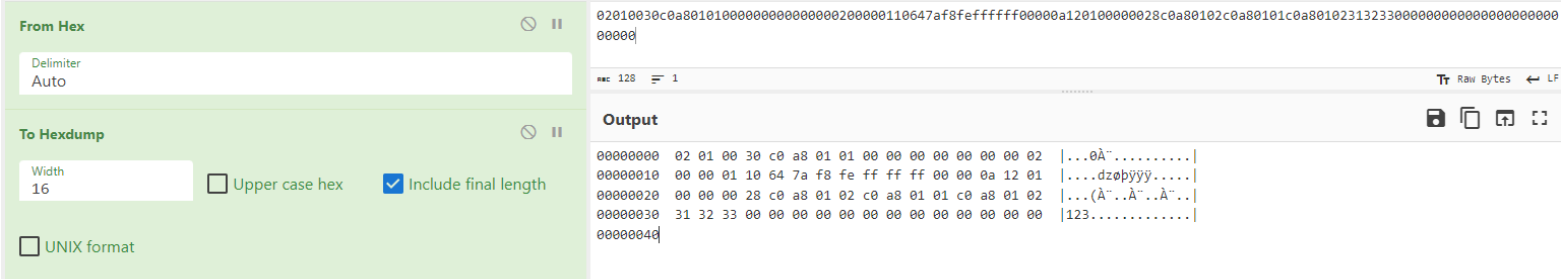 From Hex
Delimiter
Auto
To Hexdump
Width
16
Upper case hex
Include final length
UNIX format
02010030c0a80101000000000000000200000110647af8feffffff00000a120100000028c0a80102c0a80101c0a80102313233000000000000000000000
00000
ABC 128 1
Tт Raw Bytes LF
Output
00000000 02 01 00 30 c0 a8 01 01 00 00 00 00 00 00 00 02 |...0À¨..........|
00000010 00 00 01 10 64 7a f8 fe ff ff ff 00 00 0a 12 01 |....dzøþÿÿÿ.....|
00000020 00 00 00 28 c0 a8 01 02 c0 a8 01 01 c0 a8 01 02 |...(À¨..À¨..À¨..|
00000030 31 32 33 00 00 00 00 00 00 00 00 00 00 00 00 00 |123.............|
00000040